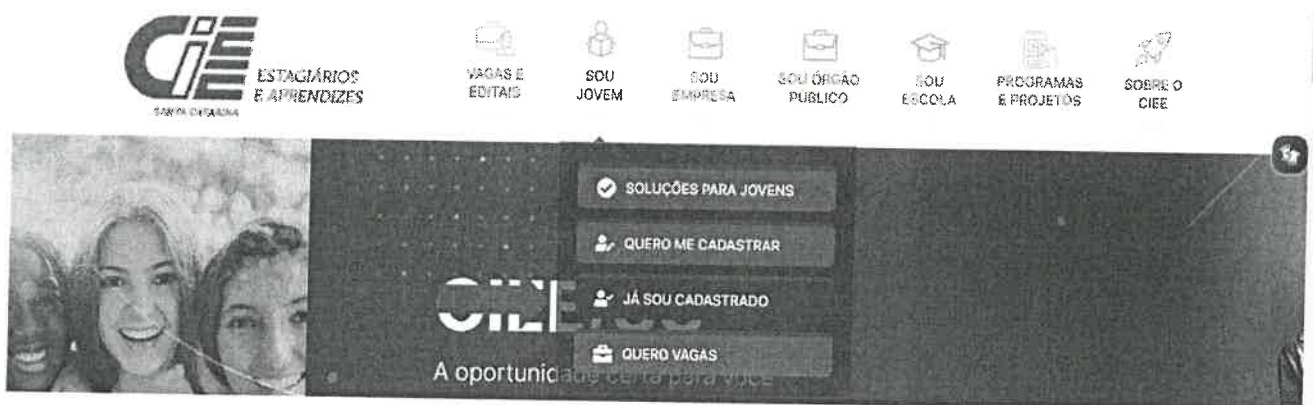 CIEE
ESTAGIÁRIOS
E APRENDIZES
SANTA CATARINA
VAGAS E
EDITAIS
SOU
JOVEM
SOU
EMPRESA
SOU ÓRGÃO
PÚBLICO
SOU
ESCOLA
PROGRAMAS
E PROJETOS
SOBRE O
CIEE
SOLUÇÕES PARA JOVENS
QUERO ME CADASTRAR
JÁ SOU CADASTRADO
QUERO VAGAS
A oportunidade certa para você